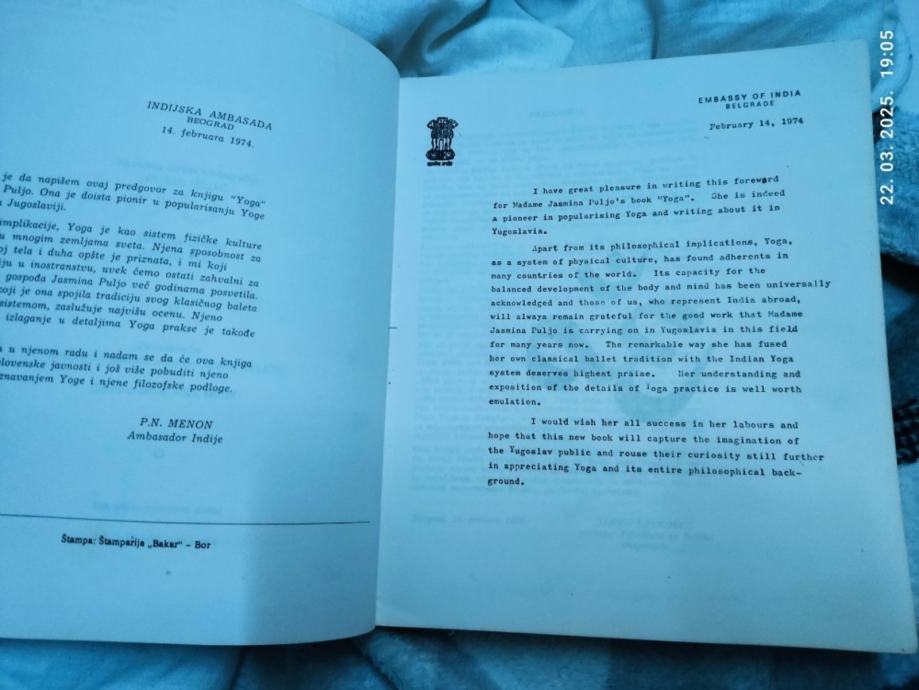 INDIJSKA AMBASADA
BEOGRAD
14. februara 1974.
je da napišem ovaj predgovor za knjigu "Yoga"
Puljo. Ona je doista pionir u popularisanju Yoge
Jugoslaviji.
implikacije, Yoga je kao sistem fizičke kulture
u mnogim zemljama sveta. Njena sposobnost za
tela i duha opšte je priznata, i mi koji
u inostranstvu, uvek ćemo ostati zahvalni za
gospođa Jasmina Puljo već godinama posvetila.
koji je ona spojila tradiciju svog klasičnog baleta
sistemom, zaslužuje najvišu ocenu. Njeno
izlaganje u detaljima Yoga prakse je takođe
u njenom radu i nadam se da će ova knjiga
javnosti i još više pobuditi njeno
Yoge i njene filozofske podloge.
P.N. MENON
Ambasador Indije
Štampa: Štamparija „Bakar" – Bor
EMBASSY OF INDIA
BELGRADE
February 14, 1974
I have great pleasure in writing this foreword
for Madame Jasmina Puljo's book "Yoga". She is indeed
a pioneer in popularising Yoga and writing about it in
Yugoslavia.
Apart from its philosophical implications, Yoga,
as a system of physical culture, has found adherents in
many countries of the world. Its capacity for the
balanced development of the body and mind has been universally
acknowledged and those of us, who represent India abroad,
will always remain grateful for the good work that Madame
Jasmina Puljo is carrying on in Yugoslavia in this field
for many years now. The remarkable way she has fused
her own classical ballet tradition with the Indian Yoga
system deserves highest praise. Her understanding and
exposition of the details of Yoga practice is well worth
emulation.
I would wish her all success in her labours and
hope that this new book will capture the imagination of
the Yugoslav public and rouse their curiosity still further
in appreciating Yoga and its entire philosophical back-
ground.
22. 03. 2025. 19:05